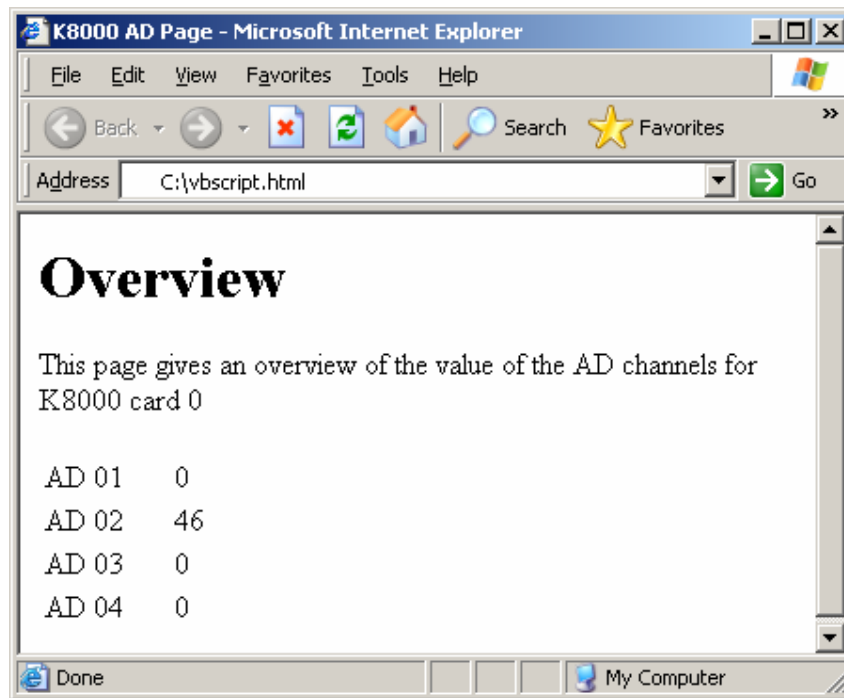 K8000 AD Page - Microsoft Internet Explorer
File Edit View Favorites Tools Help
Back Search Favorites »
Address C:\vbscript.html Go
Overview
This page gives an overview of the value of the AD channels for
K8000 card 0
AD 01 0
AD 02 46
AD 03 0
AD 04 0
Done My Computer